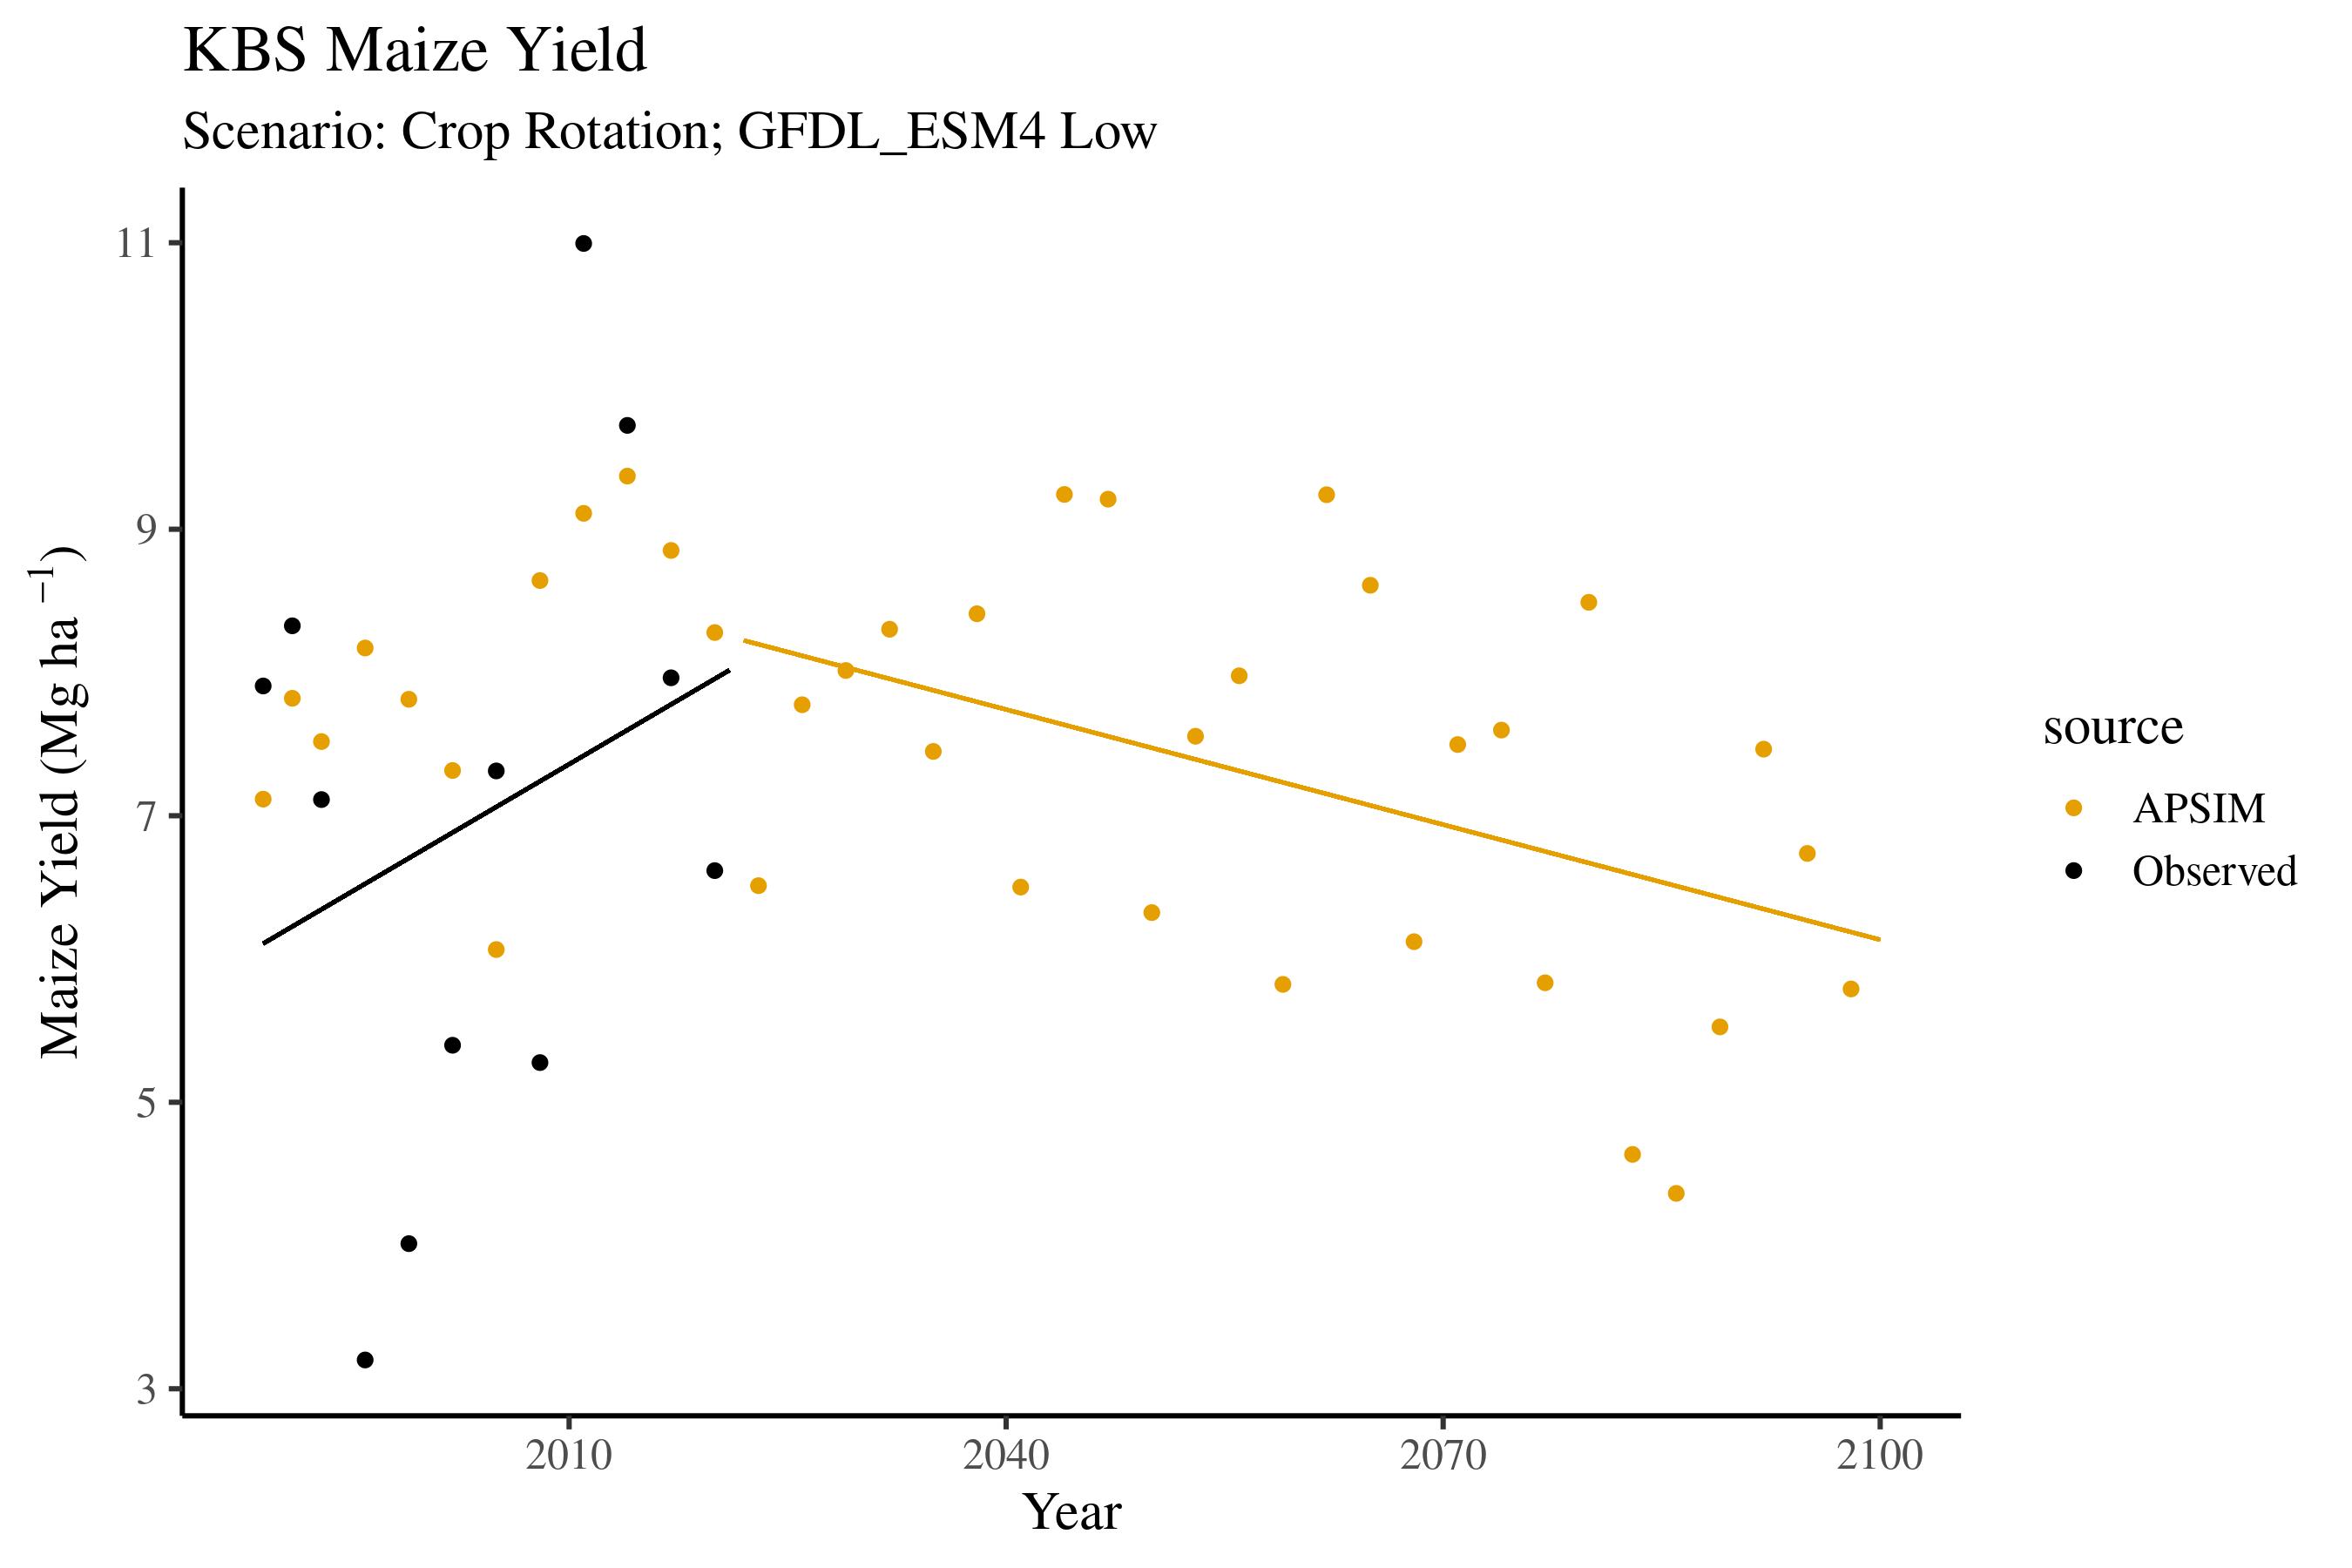 KBS Maize Yield
Scenario: Crop Rotation; GFDL_ESM4 Low
Maize Yield (Mg ha −1)
11
9
7
5
3
2010
2040
2070
2100
Year
source
APSIM
Observed